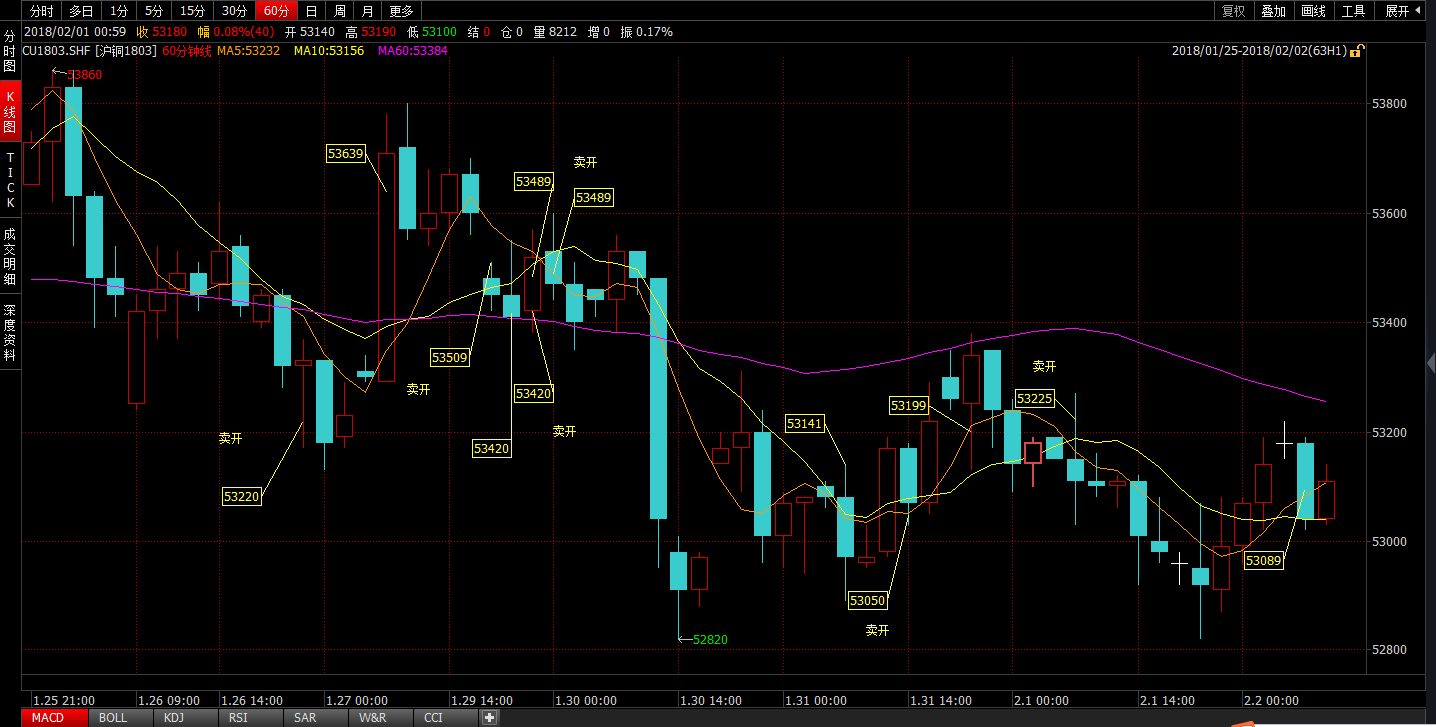 分时 多日 1分 5分 15分 30分 60分 日 周 月 更多 复权 叠加 画线 工具 展开
2018/02/01 00:59 收 53180 幅 0.08%(40) 开 53140 高 53190 低 53100 结 0 仓 0 量 8212 增 0 振 0.17%
CU1803.SHF [沪铜1803] 60分钟线 MA5:53232 MA10:53156 MA60:53384 2018/01/25-2018/02/02(63H1)
分时图
K线图
TICK
成交明细
深度资料
53860
53800
53639
卖开
53489
53489
53600
53400
53509
卖开
53420
53420
卖开
卖开
53220
53141
53199
卖开
53225
53200
53050
卖开
53089
53000
52820
52800
1.25 21:00 1.26 09:00 1.26 14:00 1.27 00:00 1.29 14:00 1.30 00:00 1.30 14:00 1.31 00:00 1.31 14:00 2.1 00:00 2.1 14:00 2.2 00:00
MACD BOLL KDJ RSI SAR W&R CCI